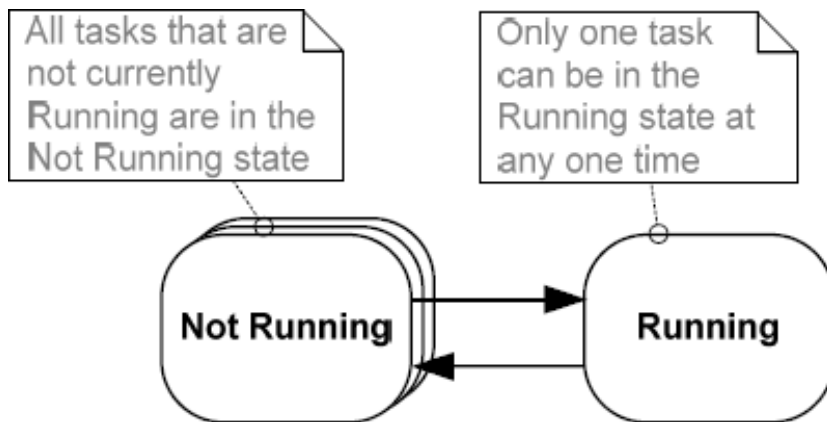 All tasks that are
not currently
Running are in the
Not Running state
Only one task
can be in the
Running state at
any one time
Not Running
Running